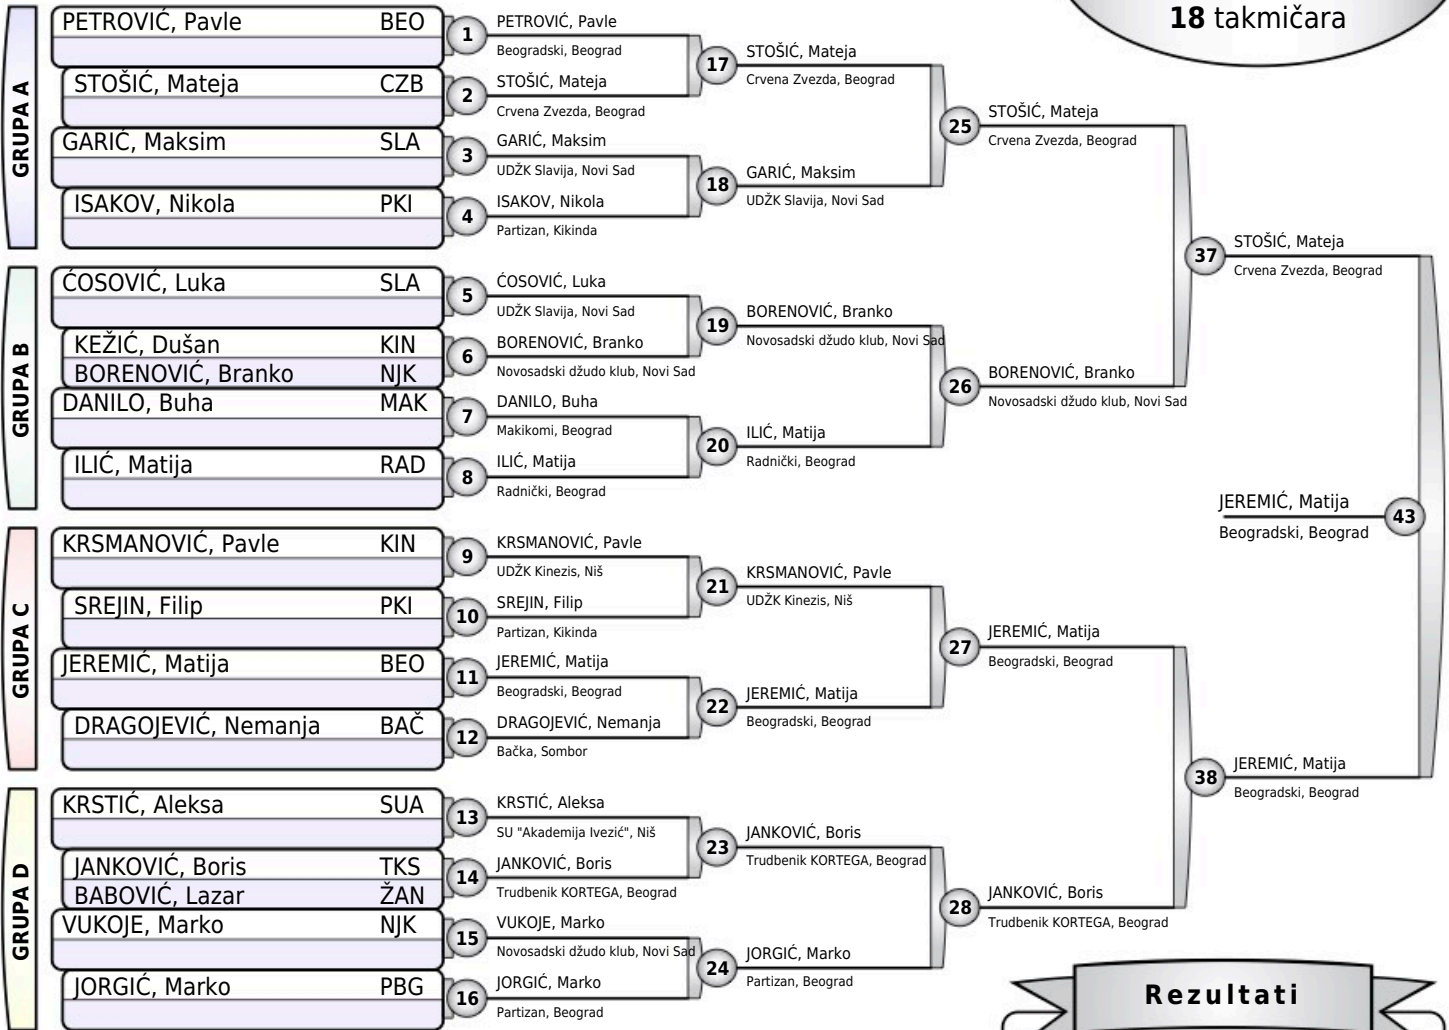 18 takmičara
GRUPA A
PETROVIĆ, Pavle BEO
STOŠIĆ, Mateja CZB
GARIĆ, Maksim SLA
ISAKOV, Nikola PKI
GRUPA B
ĆOSOVIĆ, Luka SLA
KEŽIĆ, Dušan KIN
BORENOVIĆ, Branko NJK
DANILO, Buha MAK
ILIĆ, Matija RAD
GRUPA C
KRSMANOVIĆ, Pavle KIN
SREJIN, Filip PKI
JEREMIĆ, Matija BEO
DRAGOJEVIĆ, Nemanja BAČ
GRUPA D
KRSTIĆ, Aleksa SUA
JANKOVIĆ, Boris TKS
BABOVIĆ, Lazar ŽAN
VUKOJE, Marko NJK
JORGIĆ, Marko PBG
1
PETROVIĆ, Pavle
Beogradski, Beograd
2
STOŠIĆ, Mateja
Crvena Zvezda, Beograd
3
GARIĆ, Maksim
UDŽK Slavija, Novi Sad
4
ISAKOV, Nikola
Partizan, Kikinda
5
ĆOSOVIĆ, Luka
UDŽK Slavija, Novi Sad
6
BORENOVIĆ, Branko
Novosadski džudo klub, Novi Sad
7
DANILO, Buha
Makikomi, Beograd
8
ILIĆ, Matija
Radnički, Beograd
9
KRSMANOVIĆ, Pavle
UDŽK Kinezis, Niš
10
SREJIN, Filip
Partizan, Kikinda
11
JEREMIĆ, Matija
Beogradski, Beograd
12
DRAGOJEVIĆ, Nemanja
Bačka, Sombor
13
KRSTIĆ, Aleksa
SU "Akademija Ivezić", Niš
14
JANKOVIĆ, Boris
Trudbenik KORTEGA, Beograd
15
VUKOJE, Marko
Novosadski džudo klub, Novi Sad
16
JORGIĆ, Marko
Partizan, Beograd
17
STOŠIĆ, Mateja
Crvena Zvezda, Beograd
18
GARIĆ, Maksim
UDŽK Slavija, Novi Sad
19
BORENOVIĆ, Branko
Novosadski džudo klub, Novi Sad
20
ILIĆ, Matija
Radnički, Beograd
21
KRSMANOVIĆ, Pavle
UDŽK Kinezis, Niš
22
JEREMIĆ, Matija
Beogradski, Beograd
23
JANKOVIĆ, Boris
Trudbenik KORTEGA, Beograd
24
JORGIĆ, Marko
Partizan, Beograd
25
STOŠIĆ, Mateja
Crvena Zvezda, Beograd
26
BORENOVIĆ, Branko
Novosadski džudo klub, Novi Sad
27
JEREMIĆ, Matija
Beogradski, Beograd
28
JANKOVIĆ, Boris
Trudbenik KORTEGA, Beograd
37
STOŠIĆ, Mateja
Crvena Zvezda, Beograd
38
JEREMIĆ, Matija
Beogradski, Beograd
JEREMIĆ, Matija
Beogradski, Beograd
43
Rezultati